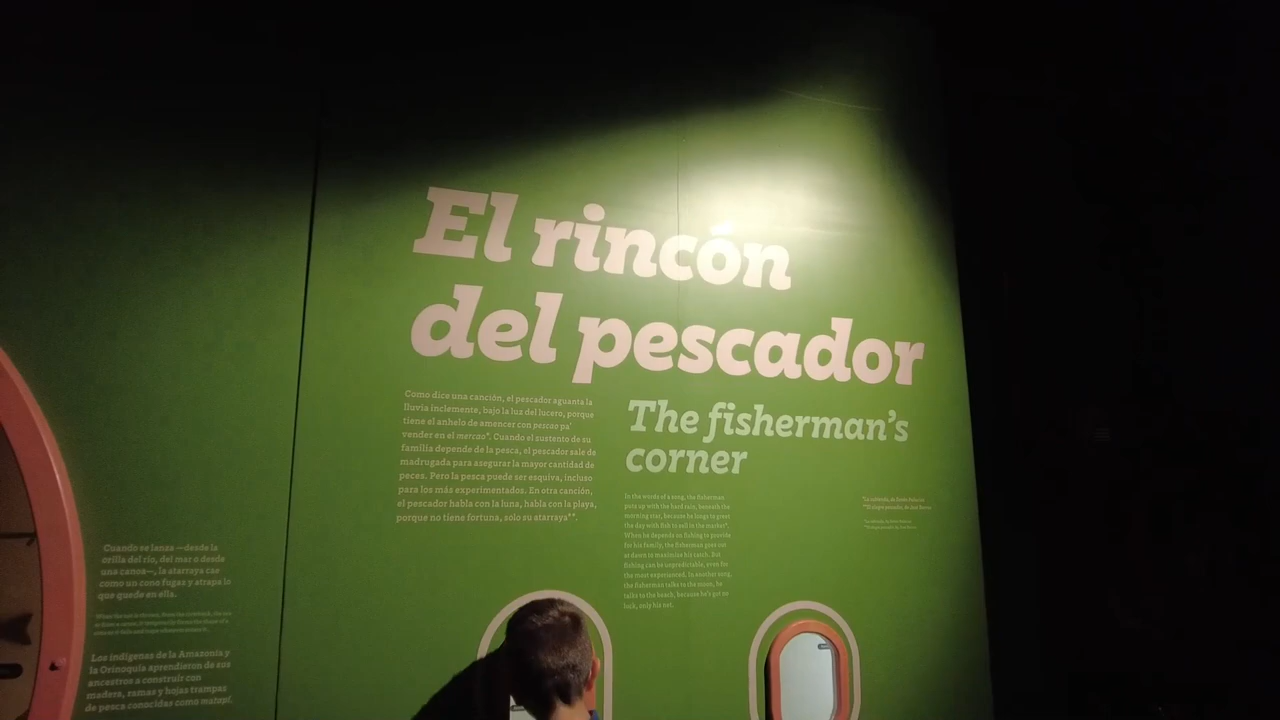 El rincón
del pescador
Como dice una canción, el pescador aguanta la
lluvia inclemente, bajo la luz del lucero, porque
tiene el anhelo de amencer con pescao pa'
vender en el mercao*. Cuando el sustento de su
familia depende de la pesca, el pescador sale de
madrugada para asegurar la mayor cantidad de
peces. Pero la pesca puede ser esquiva, incluso
para los más experimentados. En otra canción,
el pescador habla con la luna, habla con la playa,
porque no tiene fortuna, solo su atarraya**.
The fisherman's
corner
In the words of a song, the fisherman
puts up with the hard rain, beneath the
morning star, because he longs to greet
the day with fish to sell in the market*.
When he depends on fishing to provide
for his family, the fisherman goes out
at dawn to maximise his catch. But
fishing can be unpredictable, even for
the most experienced. In another song,
the fisherman talks to the moon, he
talks to the beach, because he's got no
luck, only his net.
Cuando se lanza —desde la
orilla del río, del mar o desde
una canoa—, la atarraya cae
como un cono fugaz y atrapa lo
que quede en ella.
Los indígenas de la Amazonia y
la Orinoquia aprendieron de sus
ancestros a construir con
madera, ramas y hojas trampas
de pesca conocidas como matapí.